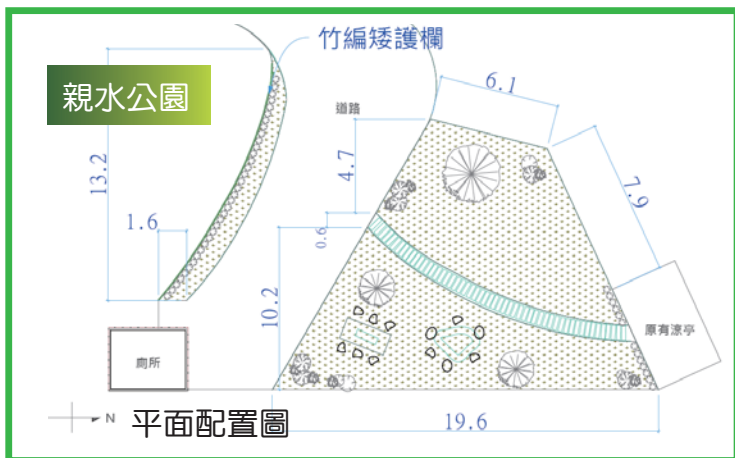 竹編矮護欄
親水公園
道路
6.1
13.2
4.7
7.9
1.6
0.6
10.2
原有涼亭
廁所
N
平面配置圖
19.6